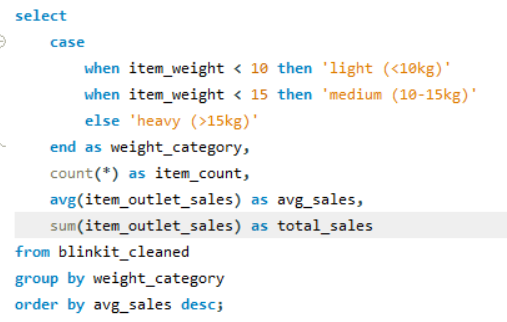 select
case
when item_weight < 10 then 'light (<10kg)'
when item_weight < 15 then 'medium (10-15kg)'
else 'heavy (>15kg)'
end as weight_category,
count(*) as item_count,
avg(item_outlet_sales) as avg_sales,
sum(item_outlet_sales) as total_sales
from blinkit_cleaned
group by weight_category
order by avg_sales desc;